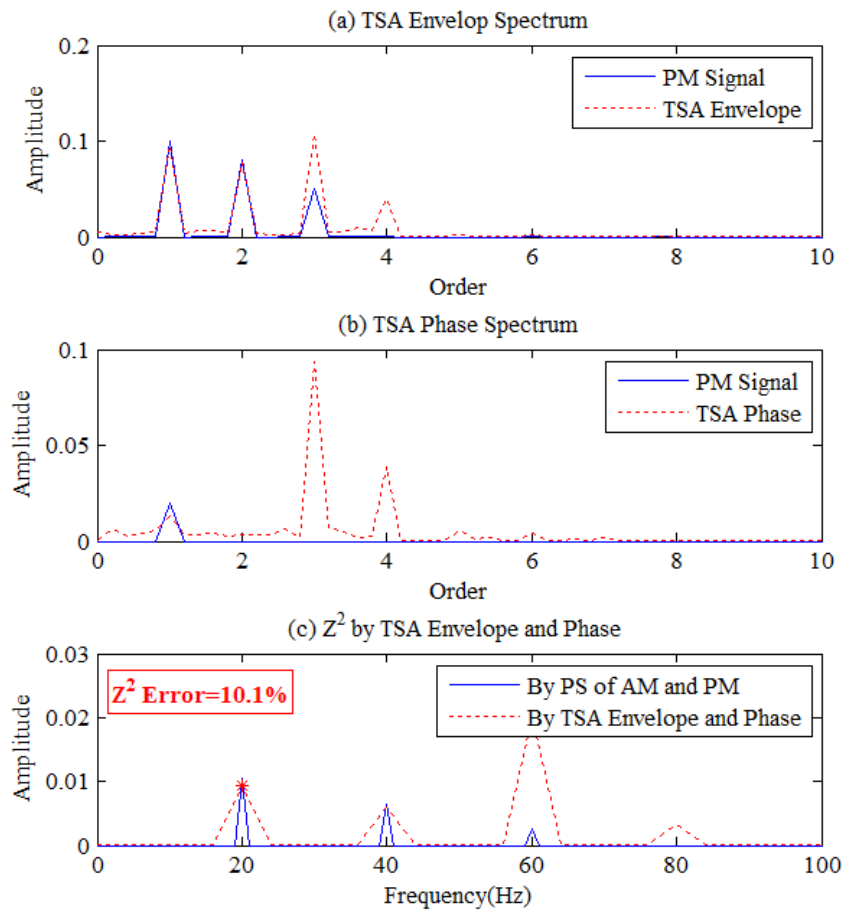 (a) TSA Envelop Spectrum
0.2
0.1
0
Amplitude
PM Signal
TSA Envelope
0 2 4 6 8 10
Order
(b) TSA Phase Spectrum
0.1
0.05
0
Amplitude
PM Signal
TSA Phase
0 2 4 6 8 10
Order
(c) Z² by TSA Envelope and Phase
0.03
0.02
0.01
0
Amplitude
Z² Error=10.1%
By PS of AM and PM
By TSA Envelope and Phase
0 20 40 60 80 100
Frequency(Hz)